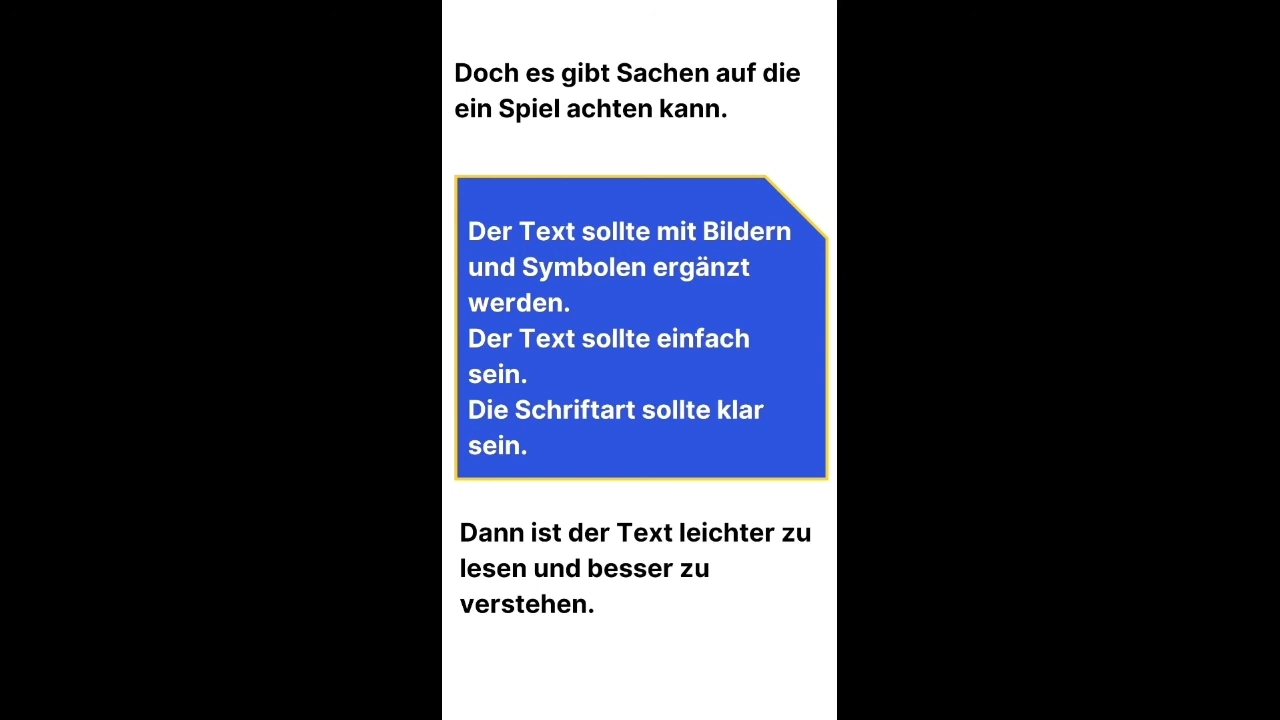 Doch es gibt Sachen auf die
ein Spiel achten kann.
Der Text sollte mit Bildern
und Symbolen ergänzt
werden.
Der Text sollte einfach
sein.
Die Schriftart sollte klar
sein.
Dann ist der Text leichter zu
lesen und besser zu
verstehen.